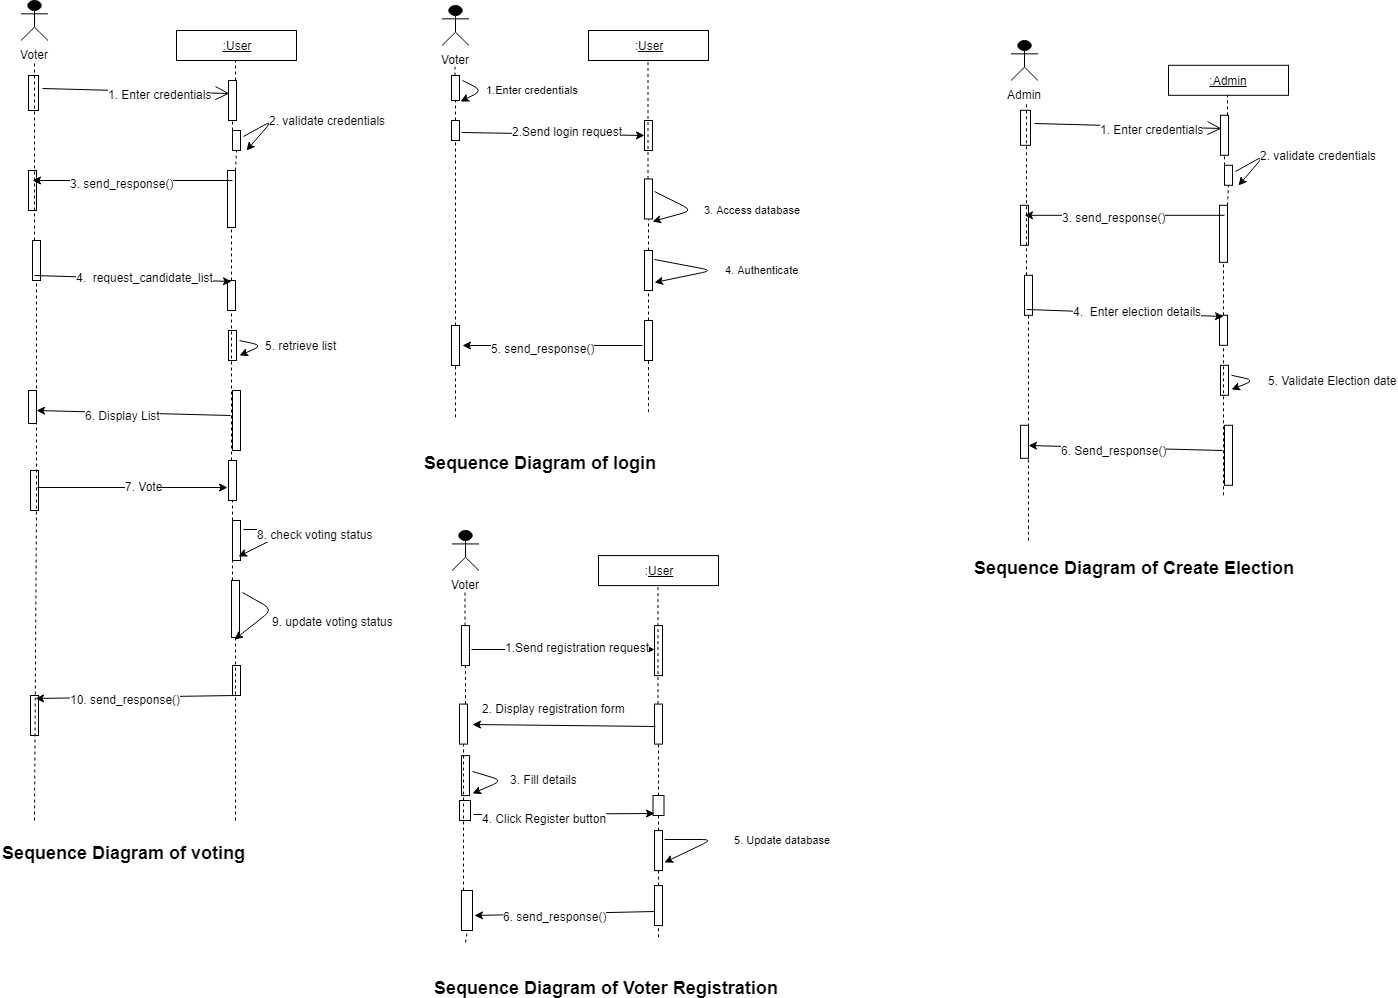 Voter
:User
1. Enter credentials
2. validate credentials
3. send_response()
4. request_candidate_list
5. retrieve list
6. Display List
7. Vote
8. check voting status
9. update voting status
10. send_response()
Sequence Diagram of voting
Voter
:User
1.Enter credentials
2.Send login request
3. Access database
4. Authenticate
5. send_response()
Sequence Diagram of login
Voter
:User
1.Send registration request
2. Display registration form
3. Fill details
4. Click Register button
5. Update database
6. send_response()
Sequence Diagram of Voter Registration
Admin
:Admin
1. Enter credentials
2. validate credentials
3. send_response()
4. Enter election details
5. Validate Election date
6. Send_response()
Sequence Diagram of Create Election